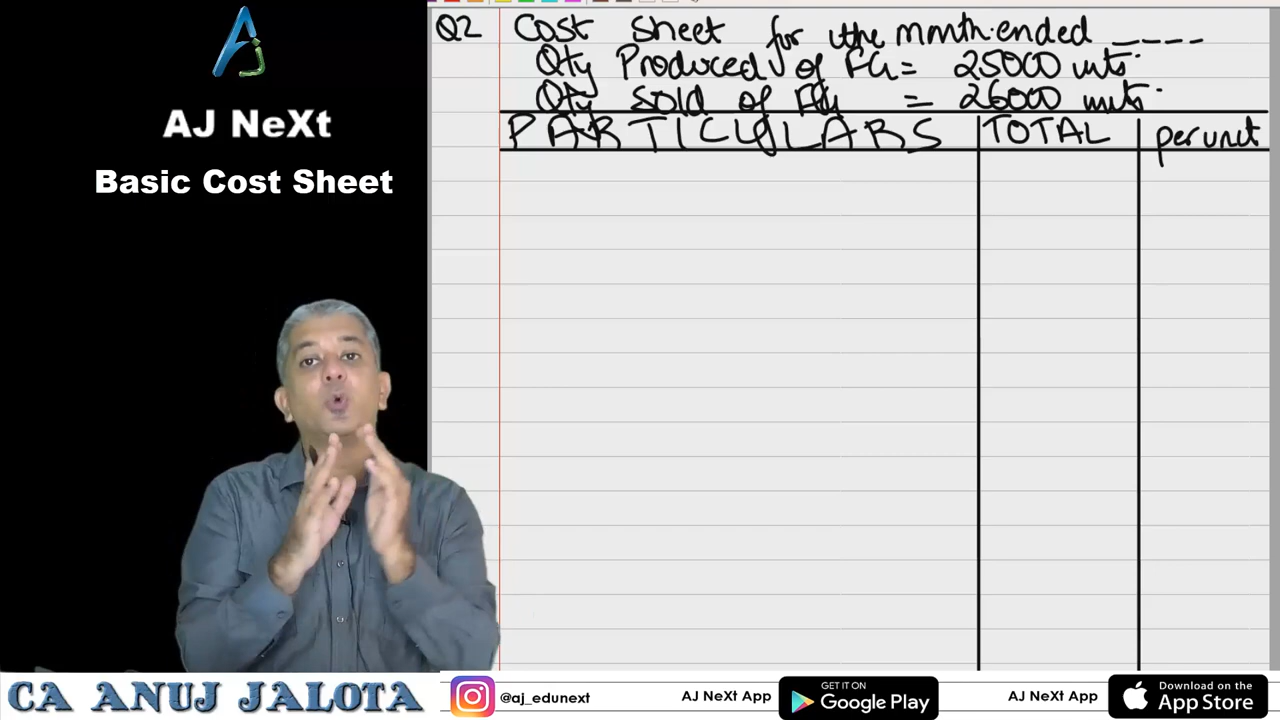 AJ NeXt
Basic Cost Sheet
Q2 Cost Sheet for the month ended ----
Qty Produced of FG = 25000 units
Qty sold of FG = 26000 units
PARTICULARS TOTAL per unit
CA ANUJ JALOTA
@aj_edunext
AJ NeXt App
GET IT ON
Google Play
AJ NeXt App
Download on the
App Store